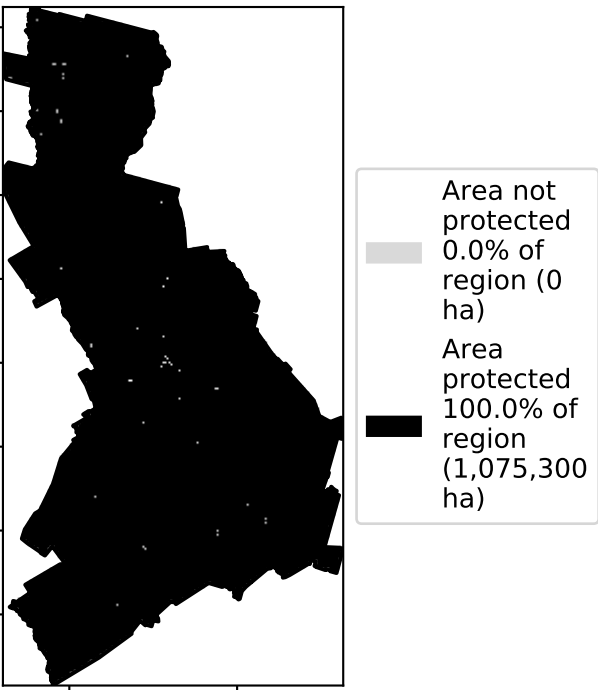 Area not
protected
0.0% of
region (0
ha)
Area
protected
100.0% of
region
(1,075,300
ha)